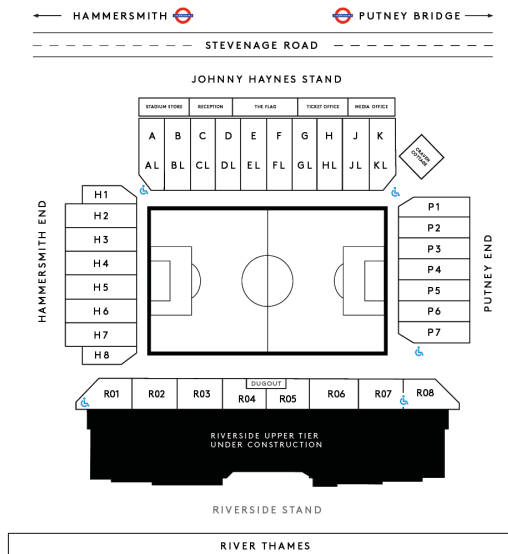 HAMMERSMITH
PUTNEY BRIDGE
STEVENAGE ROAD
JOHNNY HAYNES STAND
STADIUM STORE RECEPTION THE FLAG TICKET OFFICE MEDIA OFFICE
A B C D E F G H J K
AL BL CL DL EL FL GL HL JL KL
CRAVEN
COTTAGE
HAMMERSMITH END
H1
H2
H3
H4
H5
H6
H7
H8
P1
P2
P3
P4
P5
P6
P7
PUTNEY END
DUGOUT
R01 R02 R03 R04 R05 R06 R07 R08
RIVERSIDE UPPER TIER
UNDER CONSTRUCTION
RIVERSIDE STAND
RIVER THAMES